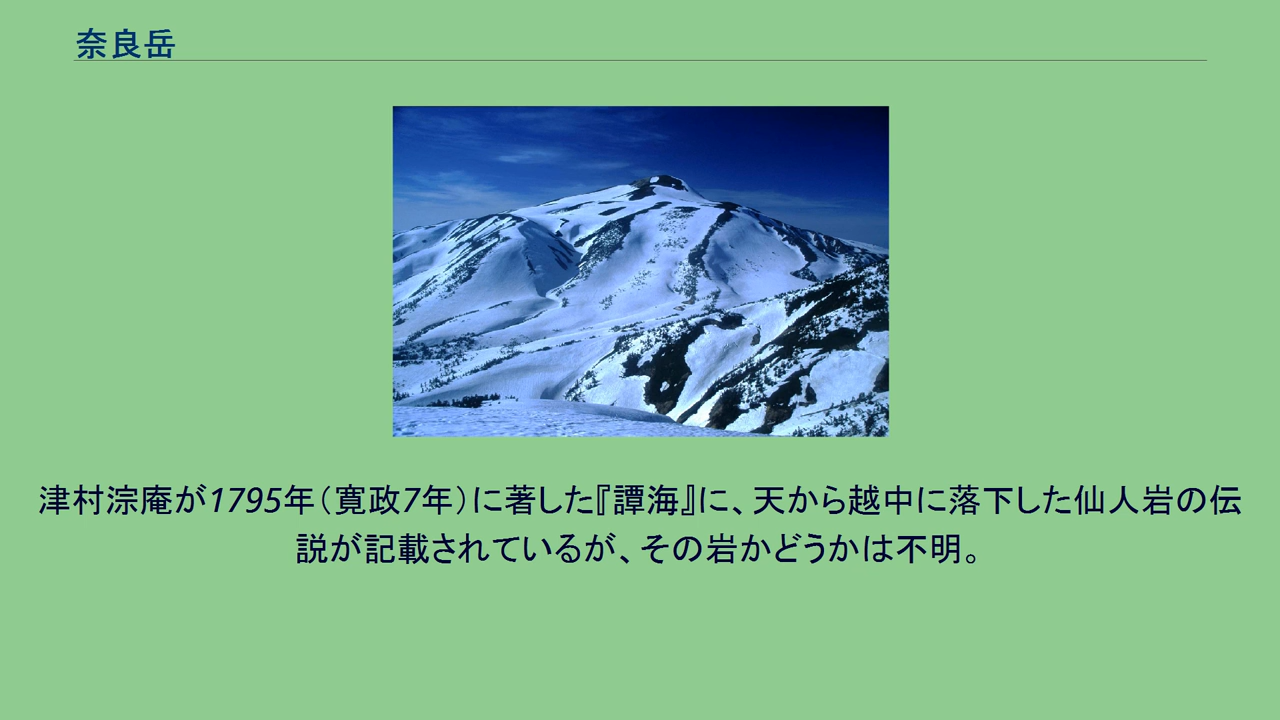 奈良岳
津村淙庵が1795年（寛政7年）に著した『譚海』に、天から越中に落下した仙人岩の伝
説が記載されているが、その岩かどうかは不明。